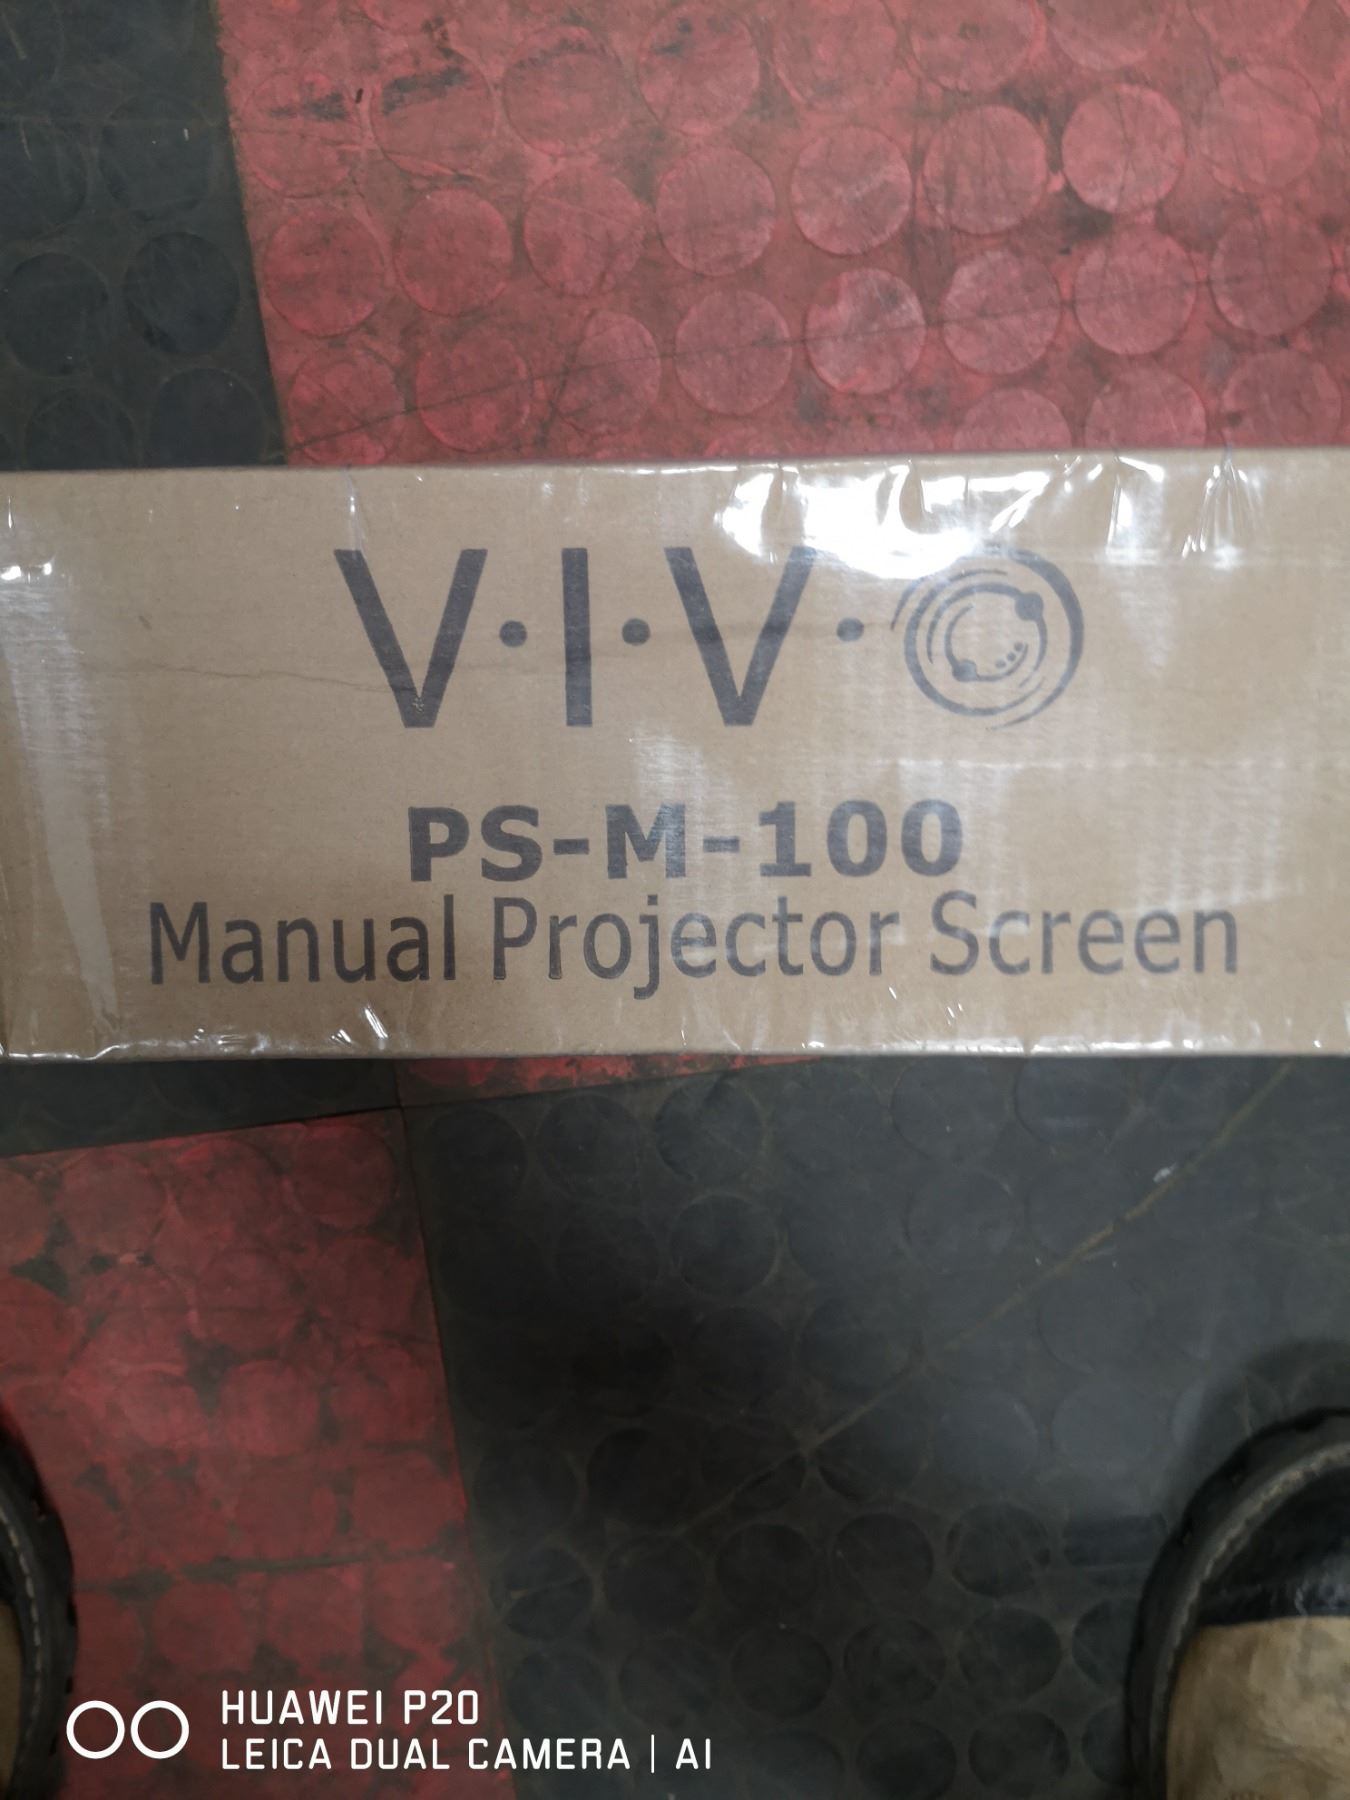 V·I·V·O
PS-M-100
Manual Projector Screen
HUAWEI P20
LEICA DUAL CAMERA | AI